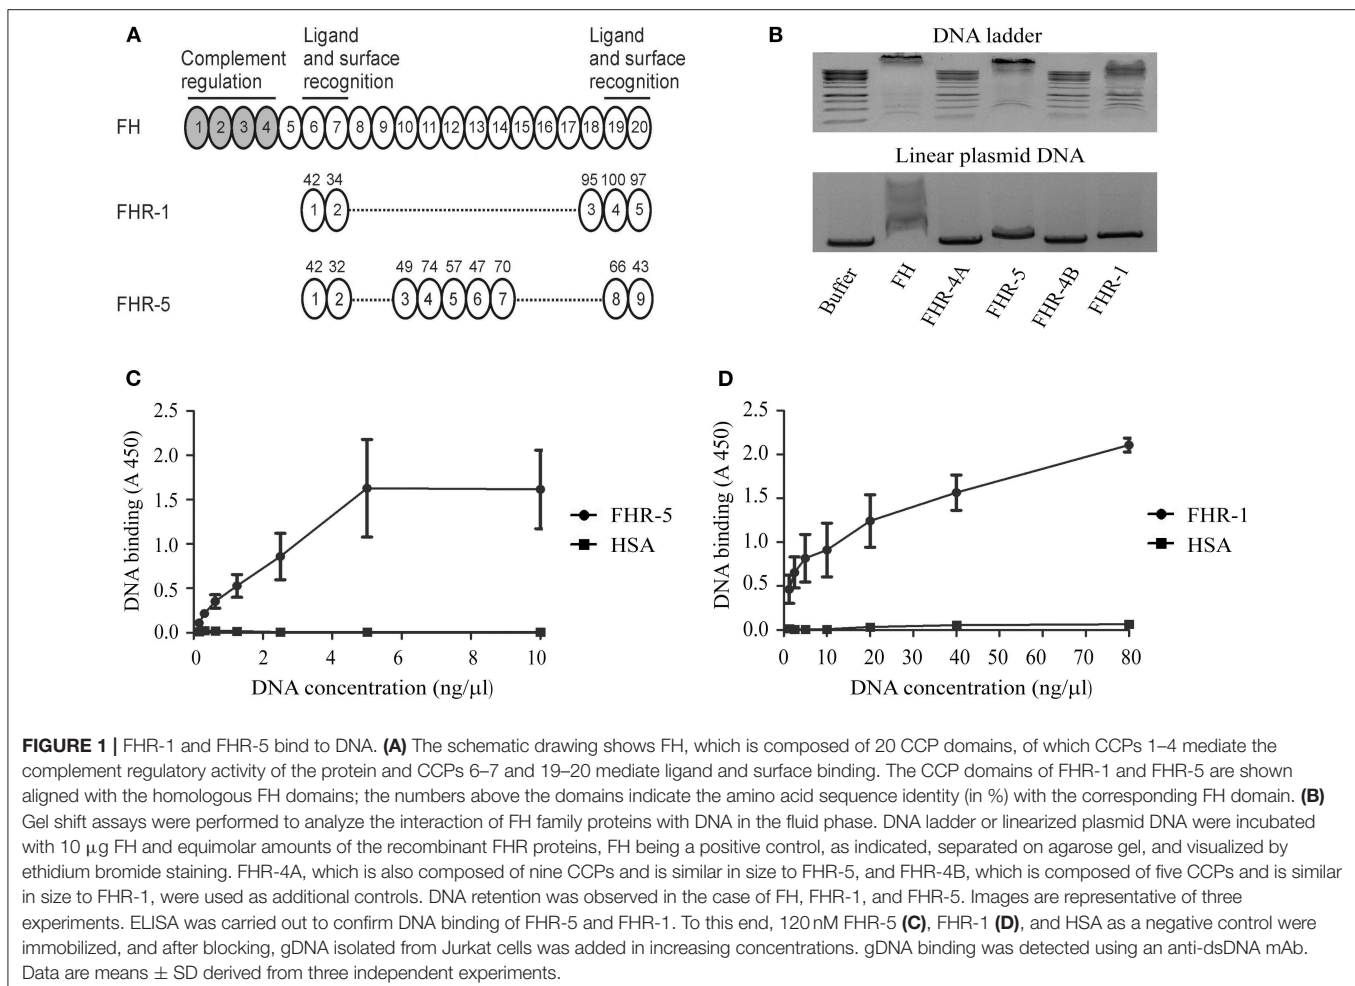 A
Complement
regulation
Ligand
and surface
recognition
Ligand
and surface
recognition
FH
1 2 3 4 5 6 7 8 9 10 11 12 13 14 15 16 17 18 19 20
42 34 95 100 97
FHR-1
1 2 3 4 5
42 32 49 74 57 47 70 66 43
FHR-5
1 2 3 4 5 6 7 8 9
B
DNA ladder
Linear plasmid DNA
Buffer
FH
FHR-4A
FHR-5
FHR-4B
FHR-1
C
DNA binding (A 450)
2.5
2.0
1.5
1.0
0.5
0.0
0 2 4 6 8 10
DNA concentration (ng/μl)
FHR-5
HSA
D
DNA binding (A 450)
2.5
2.0
1.5
1.0
0.5
0.0
0 10 20 30 40 50 60 70 80
DNA concentration (ng/μl)
FHR-1
HSA
FIGURE 1 | FHR-1 and FHR-5 bind to DNA. (A) The schematic drawing shows FH, which is composed of 20 CCP domains, of which CCPs 1–4 mediate the
complement regulatory activity of the protein and CCPs 6–7 and 19–20 mediate ligand and surface binding. The CCP domains of FHR-1 and FHR-5 are shown
aligned with the homologous FH domains; the numbers above the domains indicate the amino acid sequence identity (in %) with the corresponding FH domain. (B)
Gel shift assays were performed to analyze the interaction of FH family proteins with DNA in the fluid phase. DNA ladder or linearized plasmid DNA were incubated
with 10 μg FH and equimolar amounts of the recombinant FHR proteins, FH being a positive control, as indicated, separated on agarose gel, and visualized by
ethidium bromide staining. FHR-4A, which is also composed of nine CCPs and is similar in size to FHR-5, and FHR-4B, which is composed of five CCPs and is similar
in size to FHR-1, were used as additional controls. DNA retention was observed in the case of FH, FHR-1, and FHR-5. Images are representative of three
experiments. ELISA was carried out to confirm DNA binding of FHR-5 and FHR-1. To this end, 120 nM FHR-5 (C), FHR-1 (D), and HSA as a negative control were
immobilized, and after blocking, gDNA isolated from Jurkat cells was added in increasing concentrations. gDNA binding was detected using an anti-dsDNA mAb.
Data are means ± SD derived from three independent experiments.